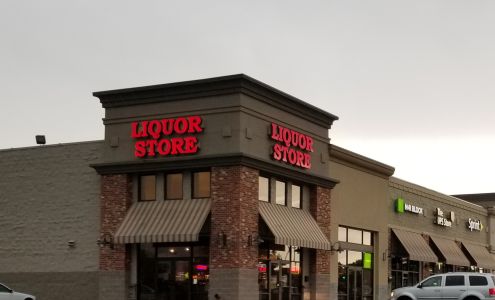 LIQUOR
STORE
LIQUOR
STORE
H&R BLOCK
The
UPS Store
Sprint